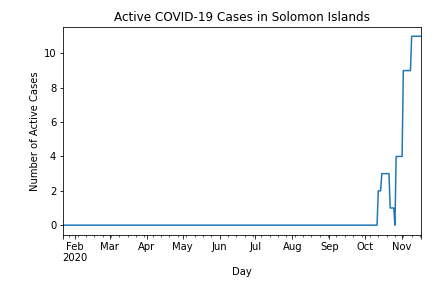 Active COVID-19 Cases in Solomon Islands
Number of Active Cases
10
8
6
4
2
0
Feb Mar Apr May Jun Jul Aug Sep Oct Nov
2020
Day